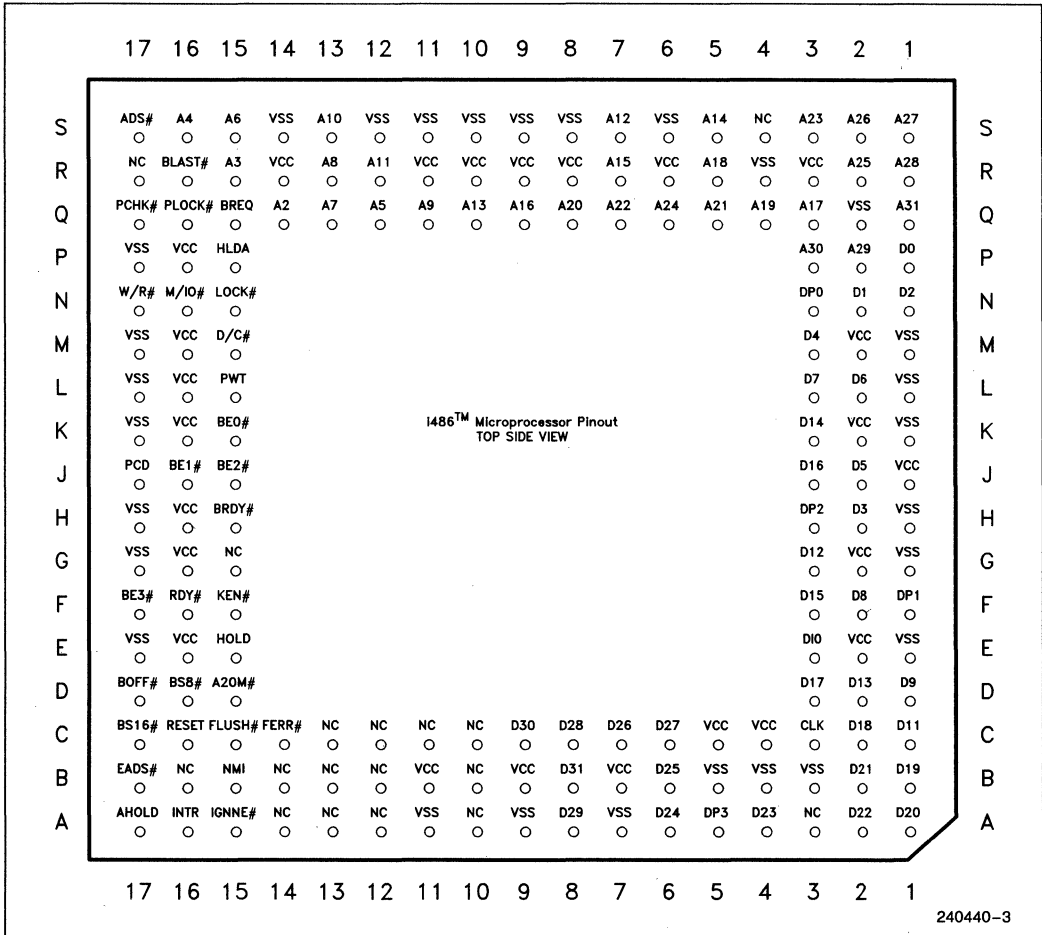 17 16 15 14 13 12 11 10 9 8 7 6 5 4 3 2 1
S ADS# A4 A6 VSS A10 VSS VSS VSS VSS VSS A12 VSS A14 NC A23 A26 A27 S
R NC BLAST# A3 VCC A8 A11 VCC VCC VCC VCC A15 VCC A18 VSS VCC A25 A28 R
Q PCHK# PLOCK# BREQ A2 A7 A5 A9 A13 A16 A20 A22 A24 A21 A19 A17 VSS A31 Q
P VSS VCC HLDA A30 A29 D0 P
N W/R# M/IO# LOCK# DP0 D1 D2 N
M VSS VCC D/C# D4 VCC VSS M
L VSS VCC PWT D7 D6 VSS L
K VSS VCC BE0# D14 VCC VSS K
i486TM Microprocessor Pinout
TOP SIDE VIEW
J PCD BE1# BE2# D16 D5 VCC J
H VSS VCC BRDY# DP2 D3 VSS H
G VSS VCC NC D12 VCC VSS G
F BE3# RDY# KEN# D15 D8 DP1 F
E VSS VCC HOLD DI0 VCC VSS E
D BOFF# BS8# A20M# D17 D13 D9 D
C BS16# RESET FLUSH# FERR# NC NC NC NC D30 D28 D26 D27 VCC VCC CLK D18 D11 C
B EADS# NC NMI NC NC NC VCC NC VCC D31 VCC D25 VSS VSS VSS D21 D19 B
A AHOLD INTR IGNNE# NC NC NC VSS NC VSS D29 VSS D24 DP3 D23 NC D22 D20 A
17 16 15 14 13 12 11 10 9 8 7 6 5 4 3 2 1
240440-3